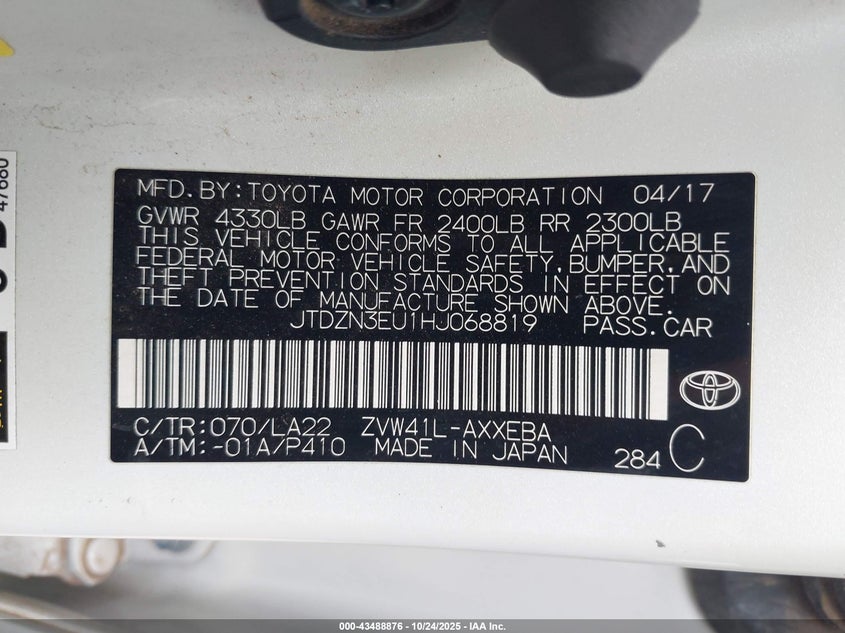 47680
MFD.BY:TOYOTA MOTOR CORPORATION 04/17
GVWR 4330LB GAWR FR 2400LB RR 2300LB
THIS VEHICLE CONFORMS TO ALL APPLICABLE
FEDERAL MOTOR VEHICLE SAFETY,BUMPER,AND
THEFT PREVENTION STANDARDS IN EFFECT ON
THE DATE OF MANUFACTURE SHOWN ABOVE.
JTDZN3EU1HJ068819 PASS.CAR
C/TR:070/LA22 ZVW41L-AXXEBA
A/TM:-01A/P410 MADE IN JAPAN 284 C
000-43488876 - 10/24/2025 - IAA Inc.